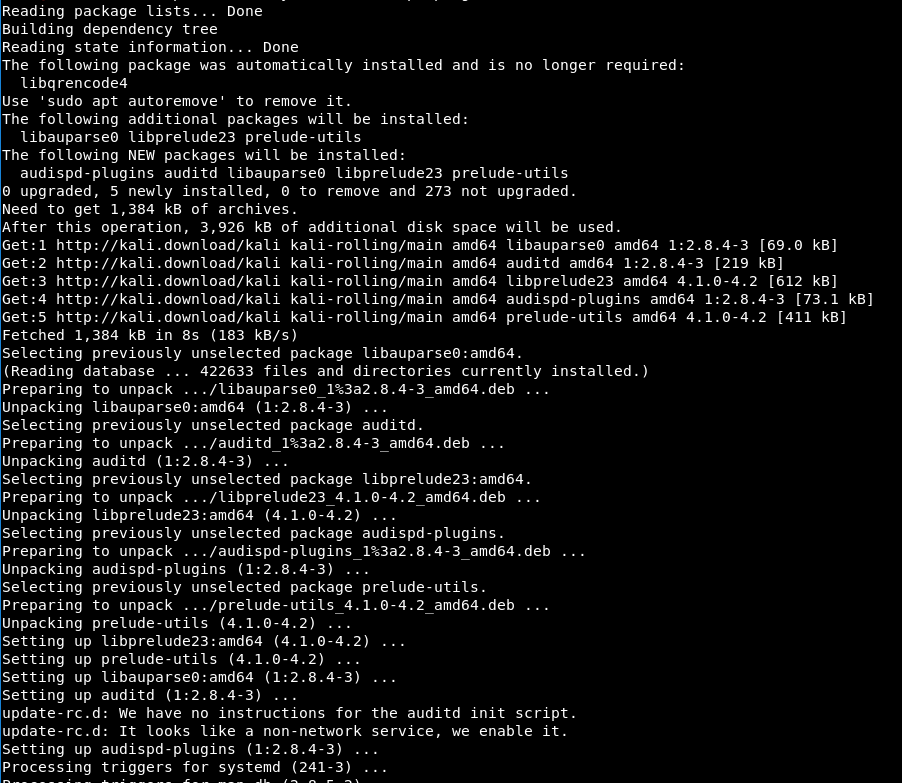 Reading package lists... Done
Building dependency tree
Reading state information... Done
The following package was automatically installed and is no longer required:
  libqrencode4
Use 'sudo apt autoremove' to remove it.
The following additional packages will be installed:
  libauparse0 libprelude23 prelude-utils
The following NEW packages will be installed:
  audispd-plugins auditd libauparse0 libprelude23 prelude-utils
0 upgraded, 5 newly installed, 0 to remove and 273 not upgraded.
Need to get 1,384 kB of archives.
After this operation, 3,926 kB of additional disk space will be used.
Get:1 http://kali.download/kali kali-rolling/main amd64 libauparse0 amd64 1:2.8.4-3 [69.0 kB]
Get:2 http://kali.download/kali kali-rolling/main amd64 auditd amd64 1:2.8.4-3 [219 kB]
Get:3 http://kali.download/kali kali-rolling/main amd64 libprelude23 amd64 4.1.0-4.2 [612 kB]
Get:4 http://kali.download/kali kali-rolling/main amd64 audispd-plugins amd64 1:2.8.4-3 [73.1 kB]
Get:5 http://kali.download/kali kali-rolling/main amd64 prelude-utils amd64 4.1.0-4.2 [411 kB]
Fetched 1,384 kB in 8s (183 kB/s)
Selecting previously unselected package libauparse0:amd64.
(Reading database ... 422633 files and directories currently installed.)
Preparing to unpack .../libauparse0_1%3a2.8.4-3_amd64.deb ...
Unpacking libauparse0:amd64 (1:2.8.4-3) ...
Selecting previously unselected package auditd.
Preparing to unpack .../auditd_1%3a2.8.4-3_amd64.deb ...
Unpacking auditd (1:2.8.4-3) ...
Selecting previously unselected package libprelude23:amd64.
Preparing to unpack .../libprelude23_4.1.0-4.2_amd64.deb ...
Unpacking libprelude23:amd64 (4.1.0-4.2) ...
Selecting previously unselected package audispd-plugins.
Preparing to unpack .../audispd-plugins_1%3a2.8.4-3_amd64.deb ...
Unpacking audispd-plugins (1:2.8.4-3) ...
Selecting previously unselected package prelude-utils.
Preparing to unpack .../prelude-utils_4.1.0-4.2_amd64.deb ...
Unpacking prelude-utils (4.1.0-4.2) ...
Setting up libprelude23:amd64 (4.1.0-4.2) ...
Setting up prelude-utils (4.1.0-4.2) ...
Setting up libauparse0:amd64 (1:2.8.4-3) ...
Setting up auditd (1:2.8.4-3) ...
update-rc.d: We have no instructions for the auditd init script.
update-rc.d: It looks like a non-network service, we enable it.
Setting up audispd-plugins (1:2.8.4-3) ...
Processing triggers for systemd (241-3) ...